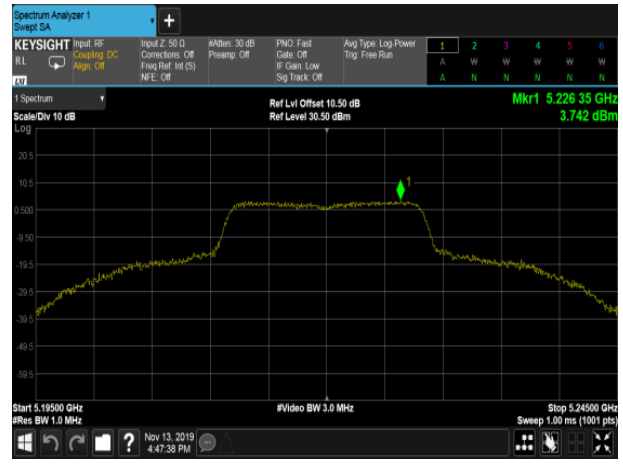 Spectrum Analyzer 1
Swept SA
+
KEYSIGHT
RL
LXI
Input: RF
Coupling: DC
Align: Off
Input Z: 50 Ω
Corrections: Off
Freq Ref: Int (S)
NFE: Off
#Atten: 30 dB
Preamp: Off
PNO: Fast
Gate: Off
IF Gain: Low
Sig Track: Off
Avg Type: Log-Power
Trig: Free Run
1 2 3 4 5 6
A W W W W W
A N N N N N
1 Spectrum
Scale/Div 10 dB
Log
Ref Lvl Offset 10.50 dB
Ref Level 30.50 dBm
Mkr1 5.226 35 GHz
3.742 dBm
20.5
10.5
0.500
-9.50
-19.5
-29.5
-39.5
-49.5
-59.5
1
Start 5.19500 GHz
#Res BW 1.0 MHz
#Video BW 3.0 MHz
Stop 5.24500 GHz
Sweep 1.00 ms (1001 pts)
?
Nov 13, 2019
4:47:38 PM